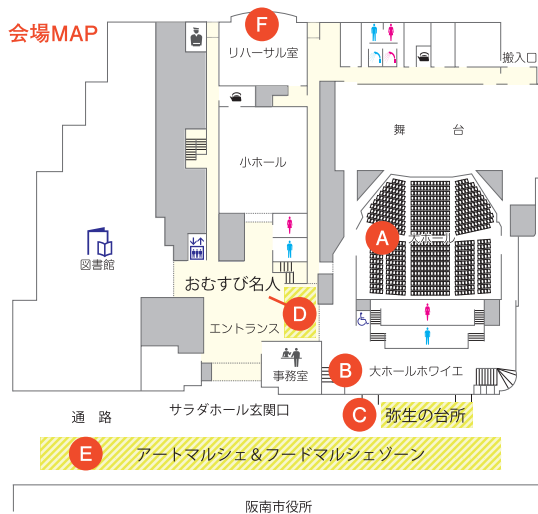 会場MAP
F
リハーサル室
搬入口
舞台
小ホール
A
大ホール
図書館
おむすび名人
D
エントランス
B
事務室
大ホールホワイエ
サラダホール玄関口
C
弥生の台所
通路
E
アートマルシェ&フードマルシェゾーン
阪南市役所